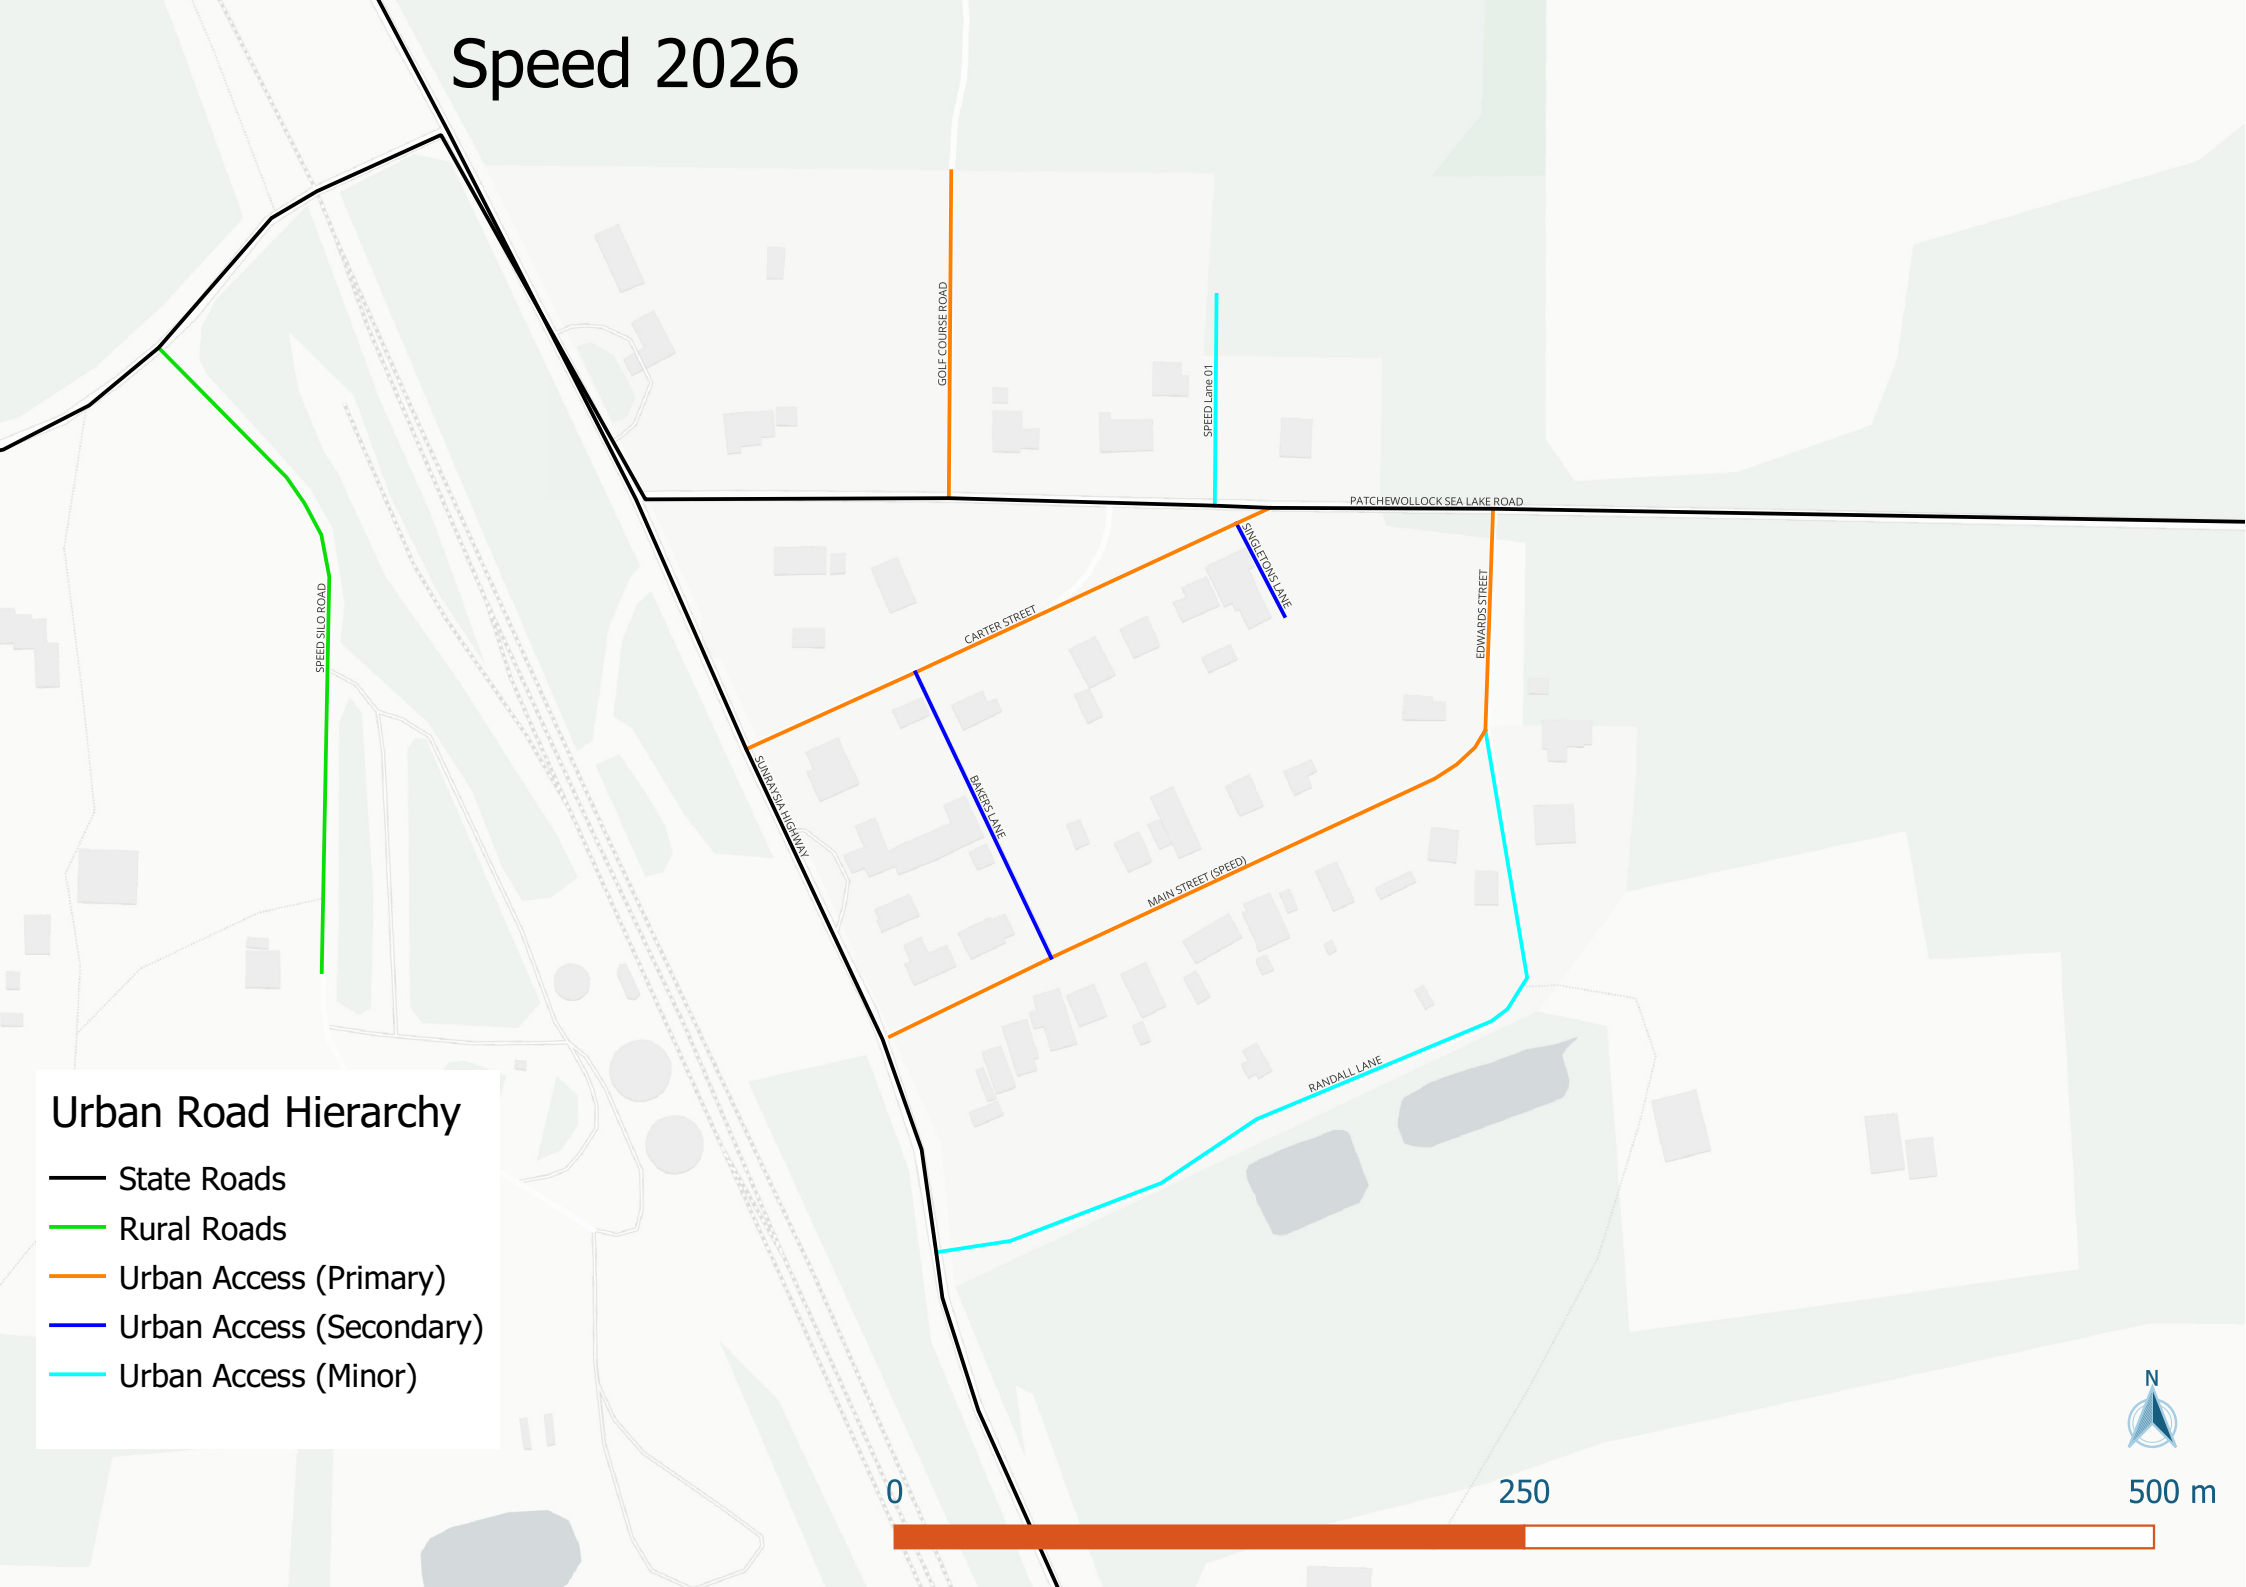 Speed 2026
GOLF COURSE ROAD
SPEED Lane 01
PATCHEWOLLOCK SEA LAKE ROAD
SINGLETONS LANE
CARTER STREET
EDWARDS STREET
SPEED SILO ROAD
SUNRAYSIA HIGHWAY
BAKERS LANE
MAIN STREET (SPEED)
RANDALL LANE
Urban Road Hierarchy
State Roads
Rural Roads
Urban Access (Primary)
Urban Access (Secondary)
Urban Access (Minor)
N
0 250 500 m